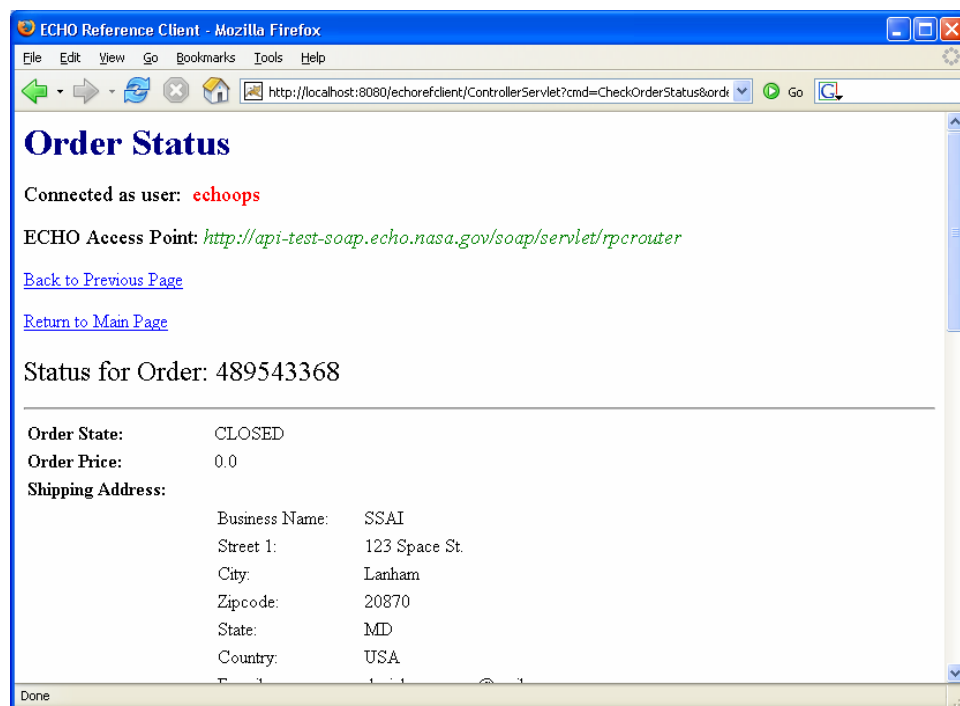 ECHO Reference Client - Mozilla Firefox
File Edit View Go Bookmarks Tools Help
http://localhost:8080/echorefclient/ControllerServlet?cmd=CheckOrderStatus&orde Go G
Order Status
Connected as user: echoops
ECHO Access Point: http://api-test-soap.echo.nasa.gov/soap/servlet/rpcrouter
Back to Previous Page
Return to Main Page
Status for Order: 489543368
Order State: CLOSED
Order Price: 0.0
Shipping Address:
Business Name: SSAI
Street 1: 123 Space St.
City: Lanham
Zipcode: 20870
State: MD
Country: USA
Done